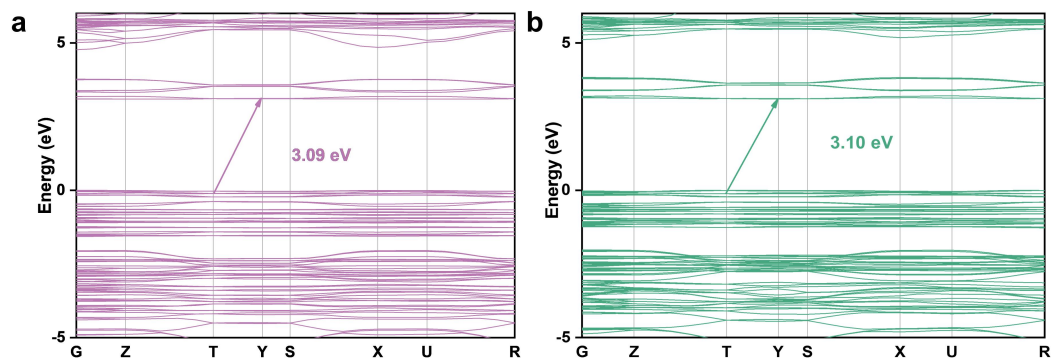 a
Energy (eV)
5
0
-5
3.09 eV
G Z T Y S X U R
b
Energy (eV)
5
0
-5
3.10 eV
G Z T Y S X U R